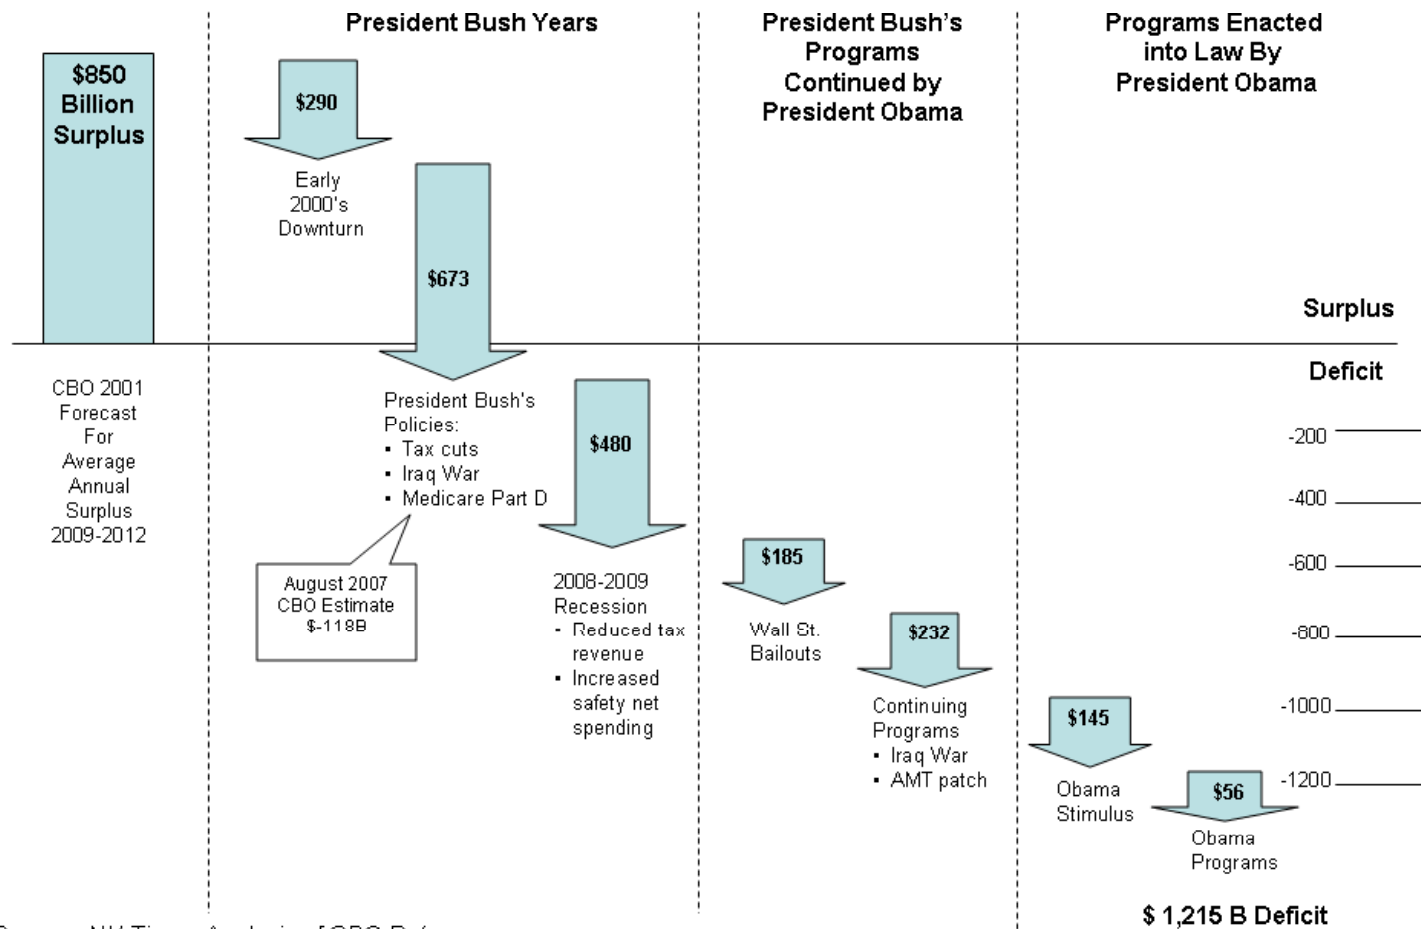 President Bush Years
President Bush's
Programs
Continued by
President Obama
Programs Enacted
into Law By
President Obama
$850
Billion
Surplus
$290
Early
2000's
Downturn
$673
Surplus
Deficit
CBO 2001
Forecast
For
Average
Annual
Surplus
2009-2012
President Bush's
Policies:
▪ Tax cuts
▪ Iraq War
▪ Medicare Part D
August 2007
CBO Estimate
$-118B
$480
2008-2009
Recession
- Reduced tax
revenue
▪ Increased
safety net
spending
$185
Wall St.
Bailouts
$232
Continuing
Programs
▪ Iraq War
▪ AMT patch
$145
Obama
Stimulus
$56
Obama
Programs
-200
-400
-600
-800
-1000
-1200
$ 1,215 B Deficit